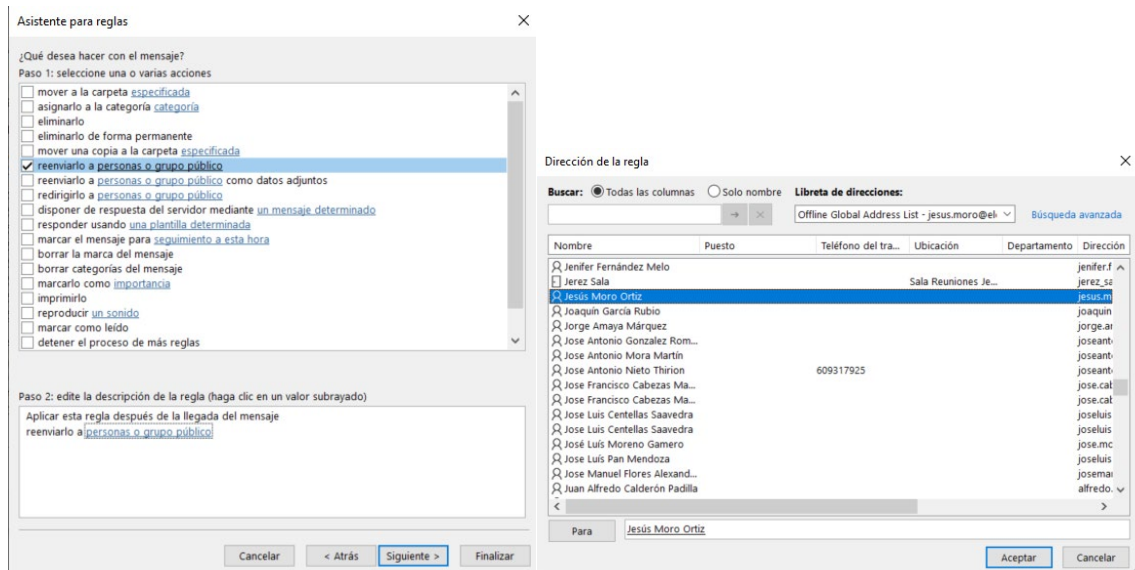 Asistente para reglas
¿Qué desea hacer con el mensaje?
Paso 1: seleccione una o varias acciones
mover a la carpeta especificada
asignarlo a la categoría categoría
eliminarlo
eliminarlo de forma permanente
mover una copia a la carpeta especificada
reenviarlo a personas o grupo público
reenviarlo a personas o grupo público como datos adjuntos
redirigirlo a personas o grupo público
disponer de respuesta del servidor mediante un mensaje determinado
responder usando una plantilla determinada
marcar el mensaje para seguimiento a esta hora
borrar la marca del mensaje
borrar categorías del mensaje
marcarlo como importancia
imprimirlo
reproducir un sonido
marcar como leído
detener el proceso de más reglas
Paso 2: edite la descripción de la regla (haga clic en un valor subrayado)
Aplicar esta regla después de la llegada del mensaje
reenviarlo a personas o grupo público
Cancelar < Atrás Siguiente > Finalizar
Dirección de la regla
Buscar: Todas las columnas Solo nombre Libreta de direcciones:
Offline Global Address List - jesus.moro@el Búsqueda avanzada
Nombre Puesto Teléfono del tra... Ubicación Departamento Dirección
Jenifer Fernández Melo jenifer.f
Jerez Sala Sala Reuniones Je... jerez_sa
Jesús Moro Ortiz jesus.m
Joaquín García Rubio joaquin
Jorge Amaya Márquez jorge.ar
Jose Antonio Gonzalez Rom... joseant
Jose Antonio Mora Martín joseant
Jose Antonio Nieto Thirion 609317925 joseant
Jose Francisco Cabezas Ma... jose.cal
Jose Francisco Cabezas Ma... jose.cal
Jose Luis Centellas Saavedra joseluis
Jose Luis Centellas Saavedra joseluis
José Luís Moreno Gamero jose.mc
Jose Luís Pan Mendoza joseluis
Jose Manuel Flores Alexand... josemar
Juan Alfredo Calderón Padilla alfredo.
Para Jesús Moro Ortiz
Aceptar Cancelar